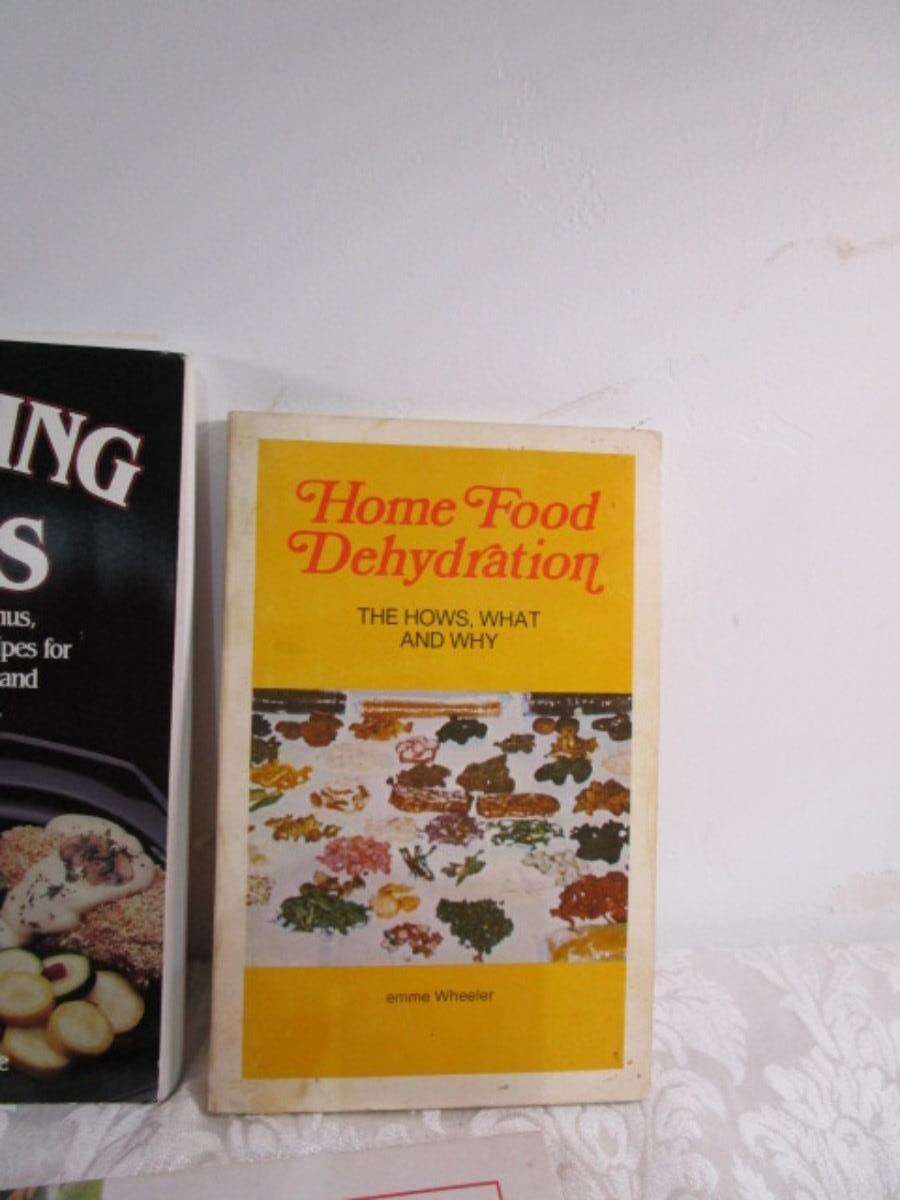 Home Food
Dehydration
THE HOWS, WHAT
AND WHY
emme Wheeler
ING
S
nus,
ipes for
and
e